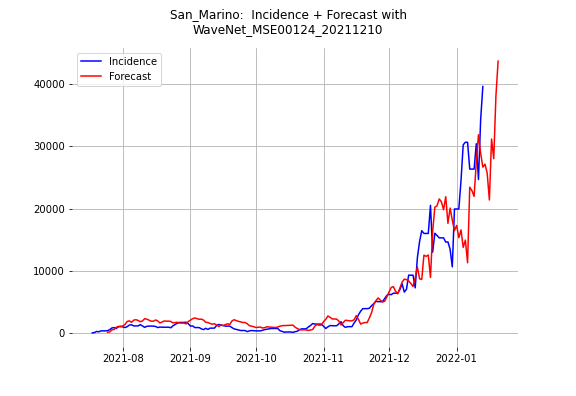 San_Marino:  Incidence + Forecast with
WaveNet_MSE00124_20211210
Incidence
Forecast
40000
30000
20000
10000
0
2021-08 2021-09 2021-10 2021-11 2021-12 2022-01